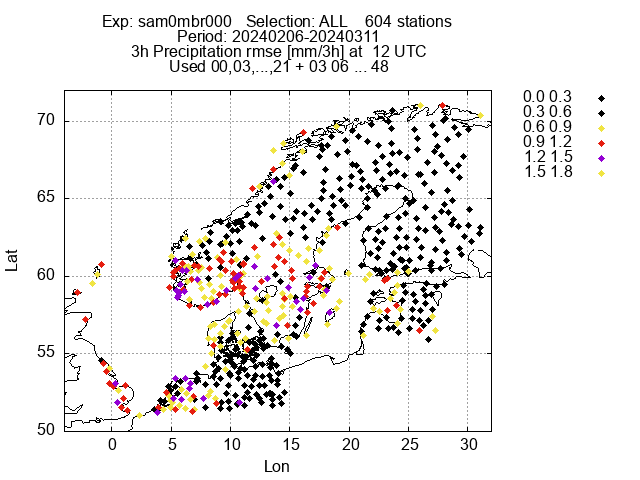 Exp: sam0mbr000 Selection: ALL 604 stations
Period: 20240206-20240311
3h Precipitation rmse [mm/3h] at 12 UTC
Used 00,03,...,21 + 03 06 ... 48
0.0 0.3
0.3 0.6
0.6 0.9
0.9 1.2
1.2 1.5
1.5 1.8
70
65
60
55
50
Lat
0 5 10 15 20 25 30
Lon